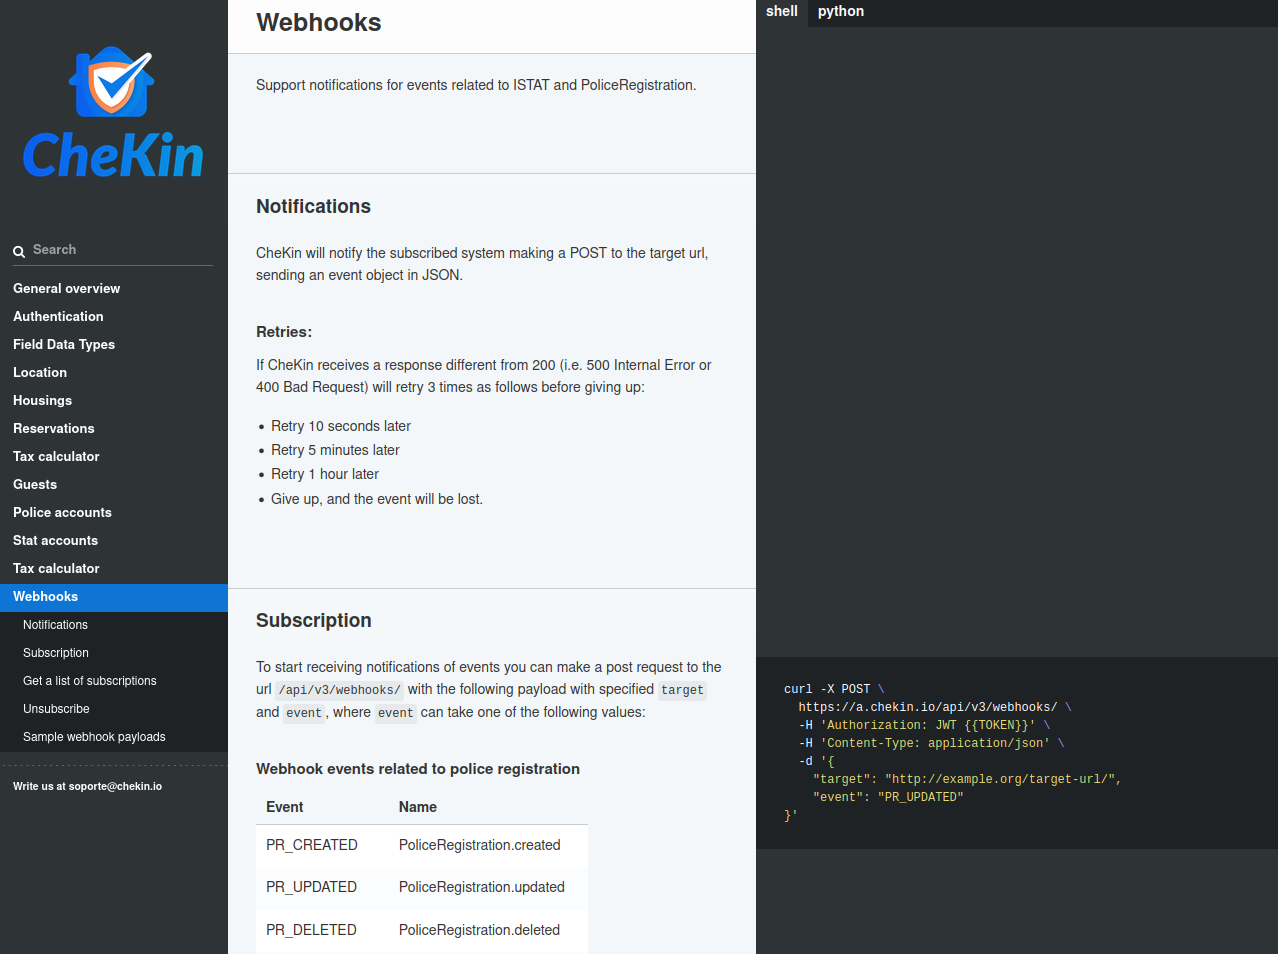 CheKin
Search
General overview
Authentication
Field Data Types
Location
Housings
Reservations
Tax calculator
Guests
Police accounts
Stat accounts
Tax calculator
Webhooks
Notifications
Subscription
Get a list of subscriptions
Unsubscribe
Sample webhook payloads
Write us at soporte@chekin.io
Webhooks
Support notifications for events related to ISTAT and PoliceRegistration.
Notifications
CheKin will notify the subscribed system making a POST to the target url,
sending an event object in JSON.
Retries:
If CheKin receives a response different from 200 (i.e. 500 Internal Error or
400 Bad Request) will retry 3 times as follows before giving up:
• Retry 10 seconds later
• Retry 5 minutes later
• Retry 1 hour later
• Give up, and the event will be lost.
Subscription
To start receiving notifications of events you can make a post request to the
url /api/v3/webhooks/ with the following payload with specified target
and event, where event can take one of the following values:
Webhook events related to police registration
Event Name
PR_CREATED PoliceRegistration.created
PR_UPDATED PoliceRegistration.updated
PR_DELETED PoliceRegistration.deleted
shell python
curl -X POST \
https://a.chekin.io/api/v3/webhooks/ \
-H 'Authorization: JWT {{TOKEN}}' \
-H 'Content-Type: application/json' \
-d '{
"target": "http://example.org/target-url/",
"event": "PR_UPDATED"
}'